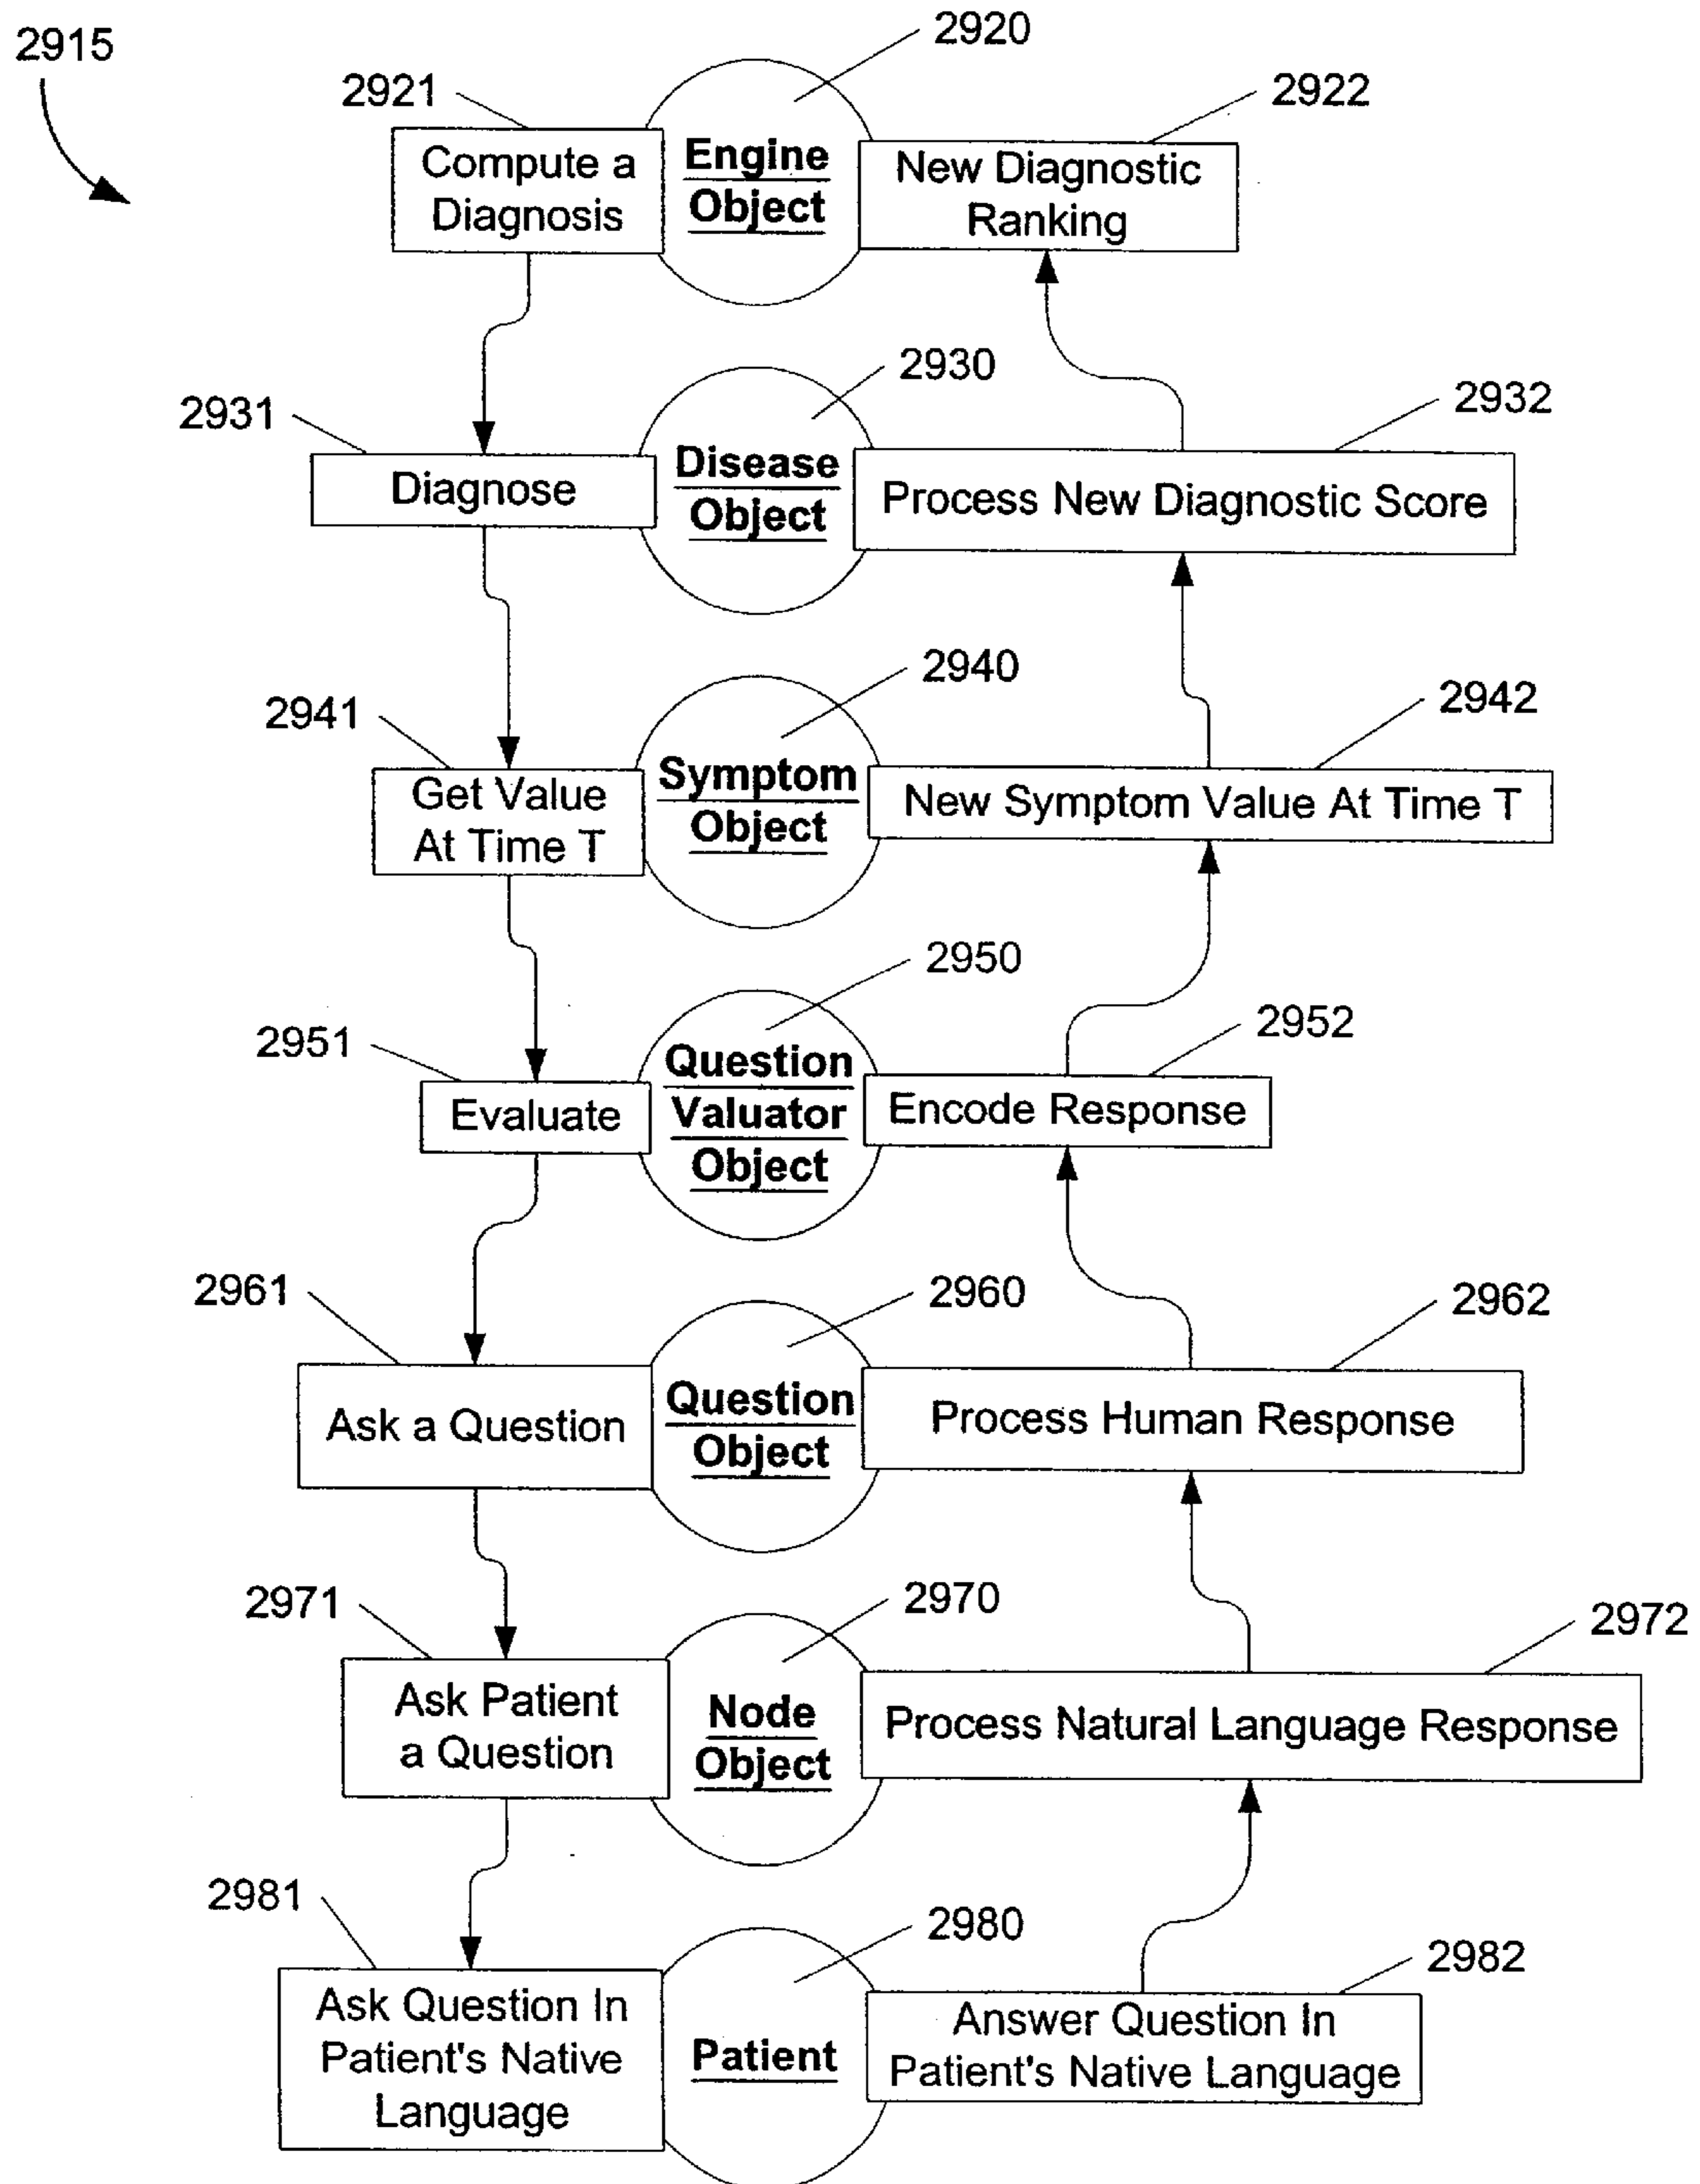 2915
2920
2921
2922
Compute a
Diagnosis
Engine
Object
New Diagnostic
Ranking
2930
2931
2932
Diagnose
Disease
Object
Process New Diagnostic Score
2940
2941
2942
Get Value
At Time T
Symptom
Object
New Symptom Value At Time T
2950
2951
2952
Evaluate
Question
Valuator
Object
Encode Response
2960
2961
2962
Ask a Question
Question
Object
Process Human Response
2970
2971
2972
Ask Patient
a Question
Node
Object
Process Natural Language Response
2980
2981
2982
Ask Question In
Patient's Native
Language
Patient
Answer Question In
Patient's Native Language